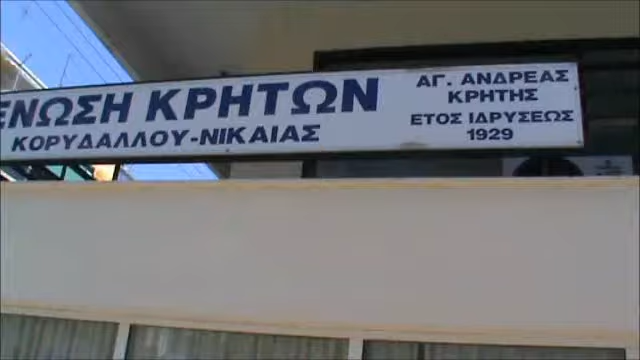 ΕΝΩΣΗ ΚΡΗΤΩΝ
ΚΟΡΥΔΑΛΛΟΥ-ΝΙΚΑΙΑΣ
ΑΓ. ΑΝΔΡΕΑΣ
ΚΡΗΤΗΣ
ΕΤΟΣ ΙΔΡΥΣΕΩΣ
1929